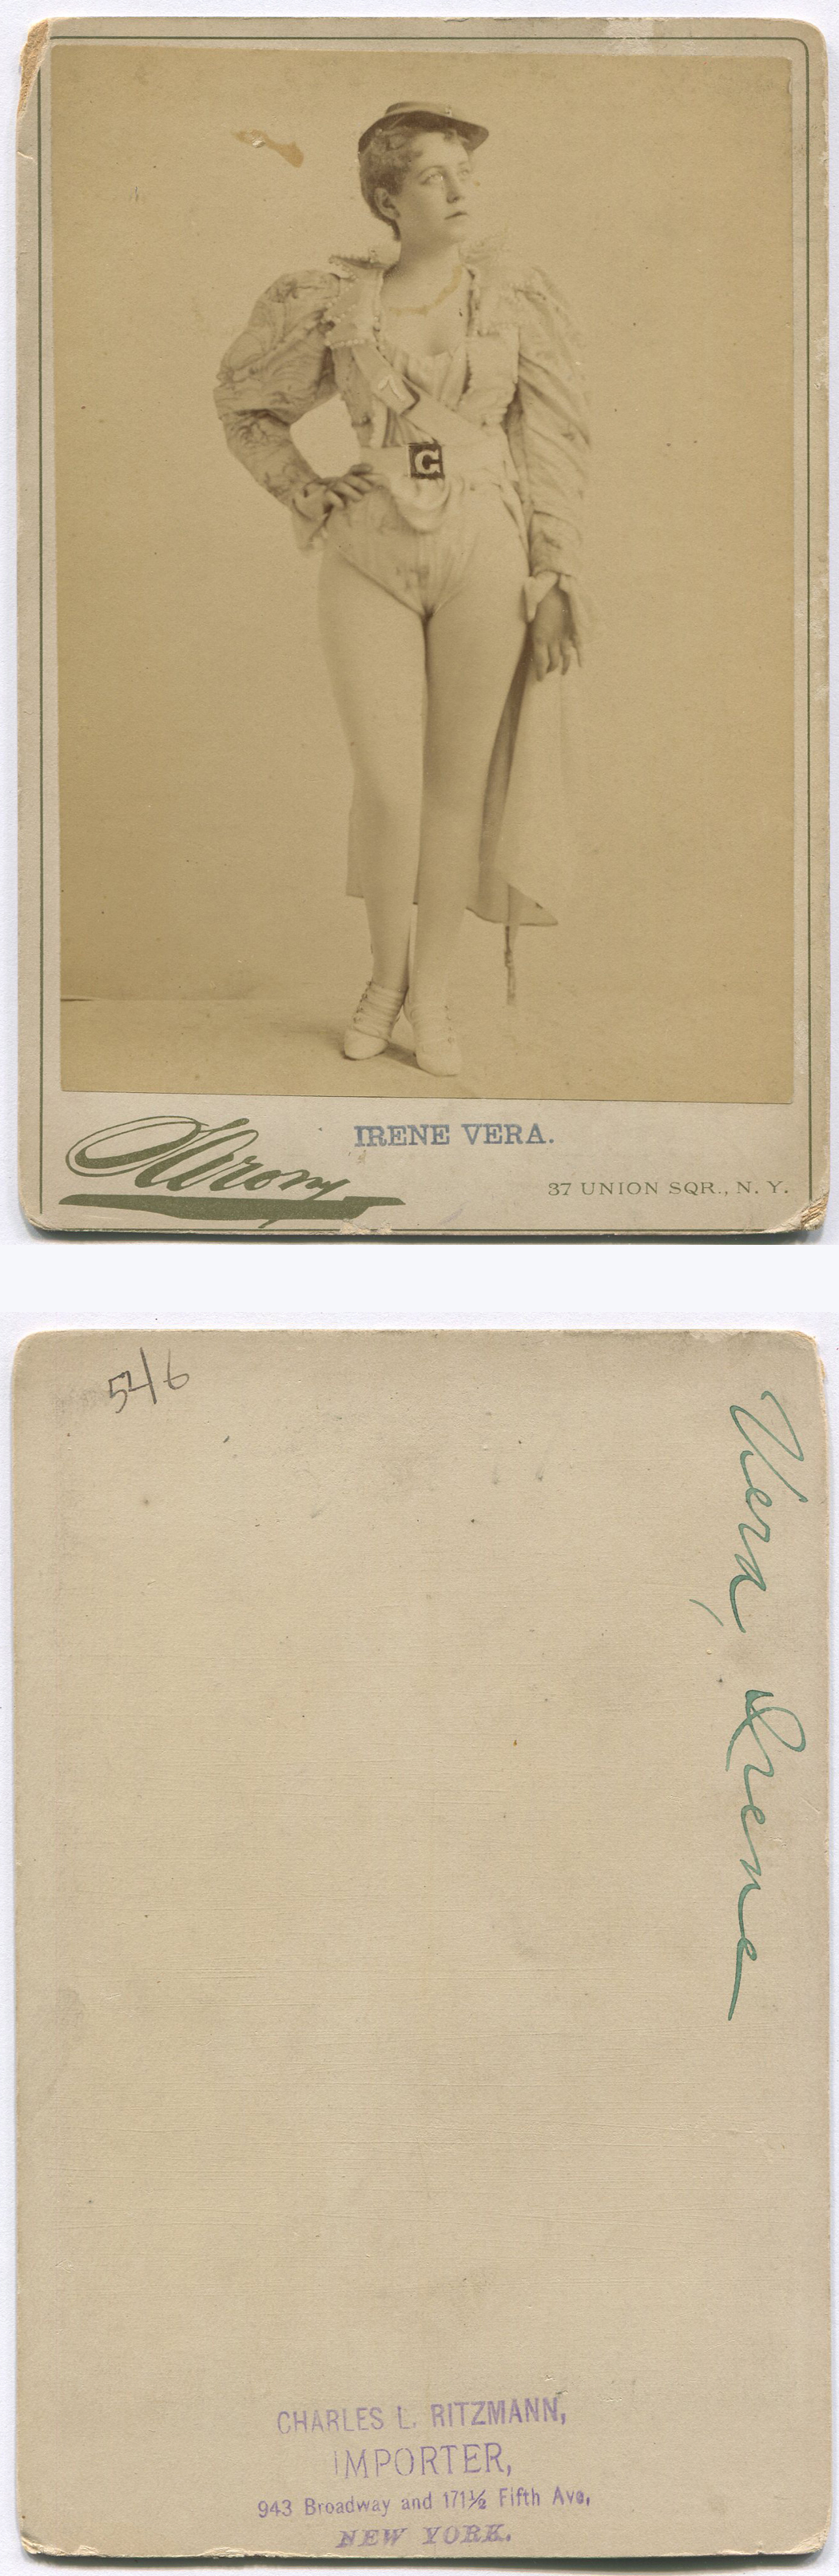 C
IRENE VERA.
Sarony
37 UNION SQR., N. Y.
546
Vera, Irene
CHARLES L. RITZMANN,
IMPORTER,
943 Broadway and 171½ Fifth Ave,
NEW YORK.